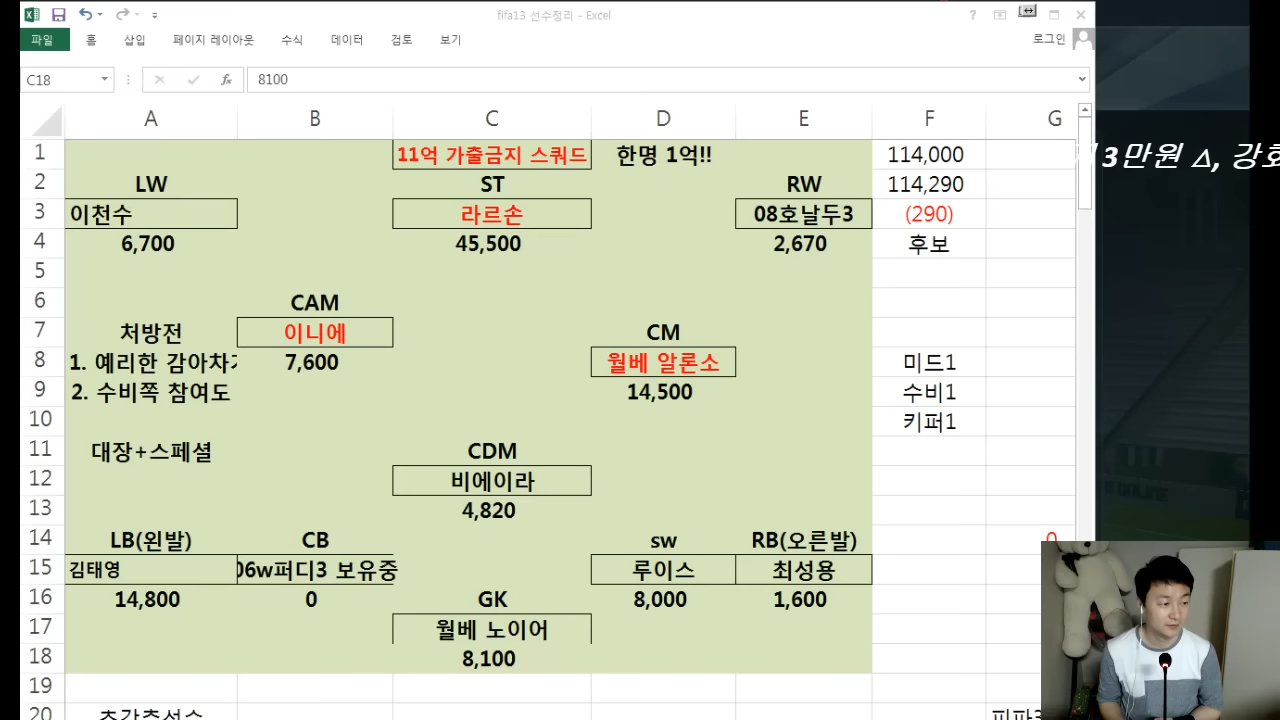 fifa13 선수정리 - Excel
파일 홈 삽입 페이지 레이아웃 수식 데이터 검토 보기 로그인
C18 fx 8100
A B C D E F G
1 11억 가출금지 스쿼드 한명 1억!! 114,000
3만원 △, 강호
2 LW ST RW 114,290
3 이천수 라르손 08호날두3 (290)
4 6,700 45,500 2,670 후보
5
6 CAM
7 처방전 이니에 CM
8 1. 예리한 감아차기 7,600 월베 알론소 미드1
9 2. 수비쪽 참여도 14,500 수비1
10 키퍼1
11 대장+스페셜 CDM
12 비에이라
13 4,820
14 LB(왼발) CB sw RB(오른발) 0
15 김태영 06w퍼디3 보유중 루이스 최성용
16 14,800 0 GK 8,000 1,600
17 월베 노이어
18 8,100
19
20